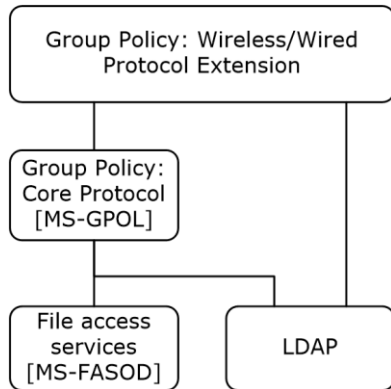 Group Policy: Wireless/Wired
Protocol Extension
Group Policy:
Core Protocol
[MS-GPOL]
File access
services
[MS-FASOD]
LDAP